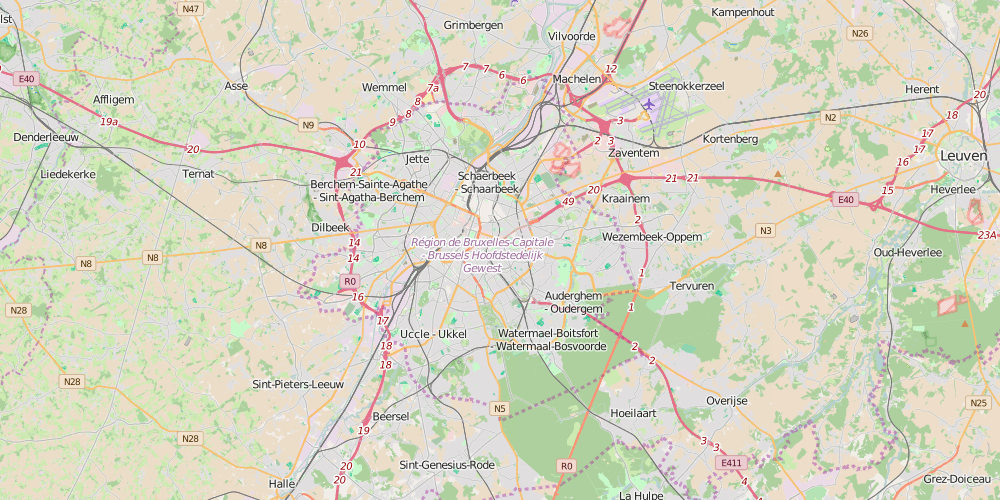 N47
Kampenhout
Grimbergen
Vilvoorde
N26
lst
E40
7
7
6
6
12
Machelen
Asse
Wemmel
7a
Steenokkerzeel
Herent
20
Affligem
8
8
18
19a
N9
9
3
N2
17
17
Denderleeuw
10
2
3
Kortenberg
20
Jette
Zaventem
16
Leuven
21
Liedekerke
Ternat
Schaerbeek
- Schaarbeek
Berchem-Sainte-Agathe
- Sint-Agatha-Berchem
20
21
21
15
Heverlee
49
Kraainem
E40
Dilbeek
2
N3
23A
14
Wezembeek-Oppem
N8
N8
N8
Région de Bruxelles-Capitale
- Brussels Hoofdstedelijk
Gewest
14
Oud-Heverlee
R0
1
Tervuren
16
Auderghem
- Oudergem
1
N28
17
Uccle - Ukkel
Watermael-Boitsfort
- Watermaal-Bosvoorde
18
2
2
18
N28
Sint-Pieters-Leeuw
Overijse
N25
N5
Beersel
Hoeilaart
19
N28
3
3
20
Sint-Genesius-Rode
R0
E411
4
Halle
La Hulpe
Grez-Doiceau